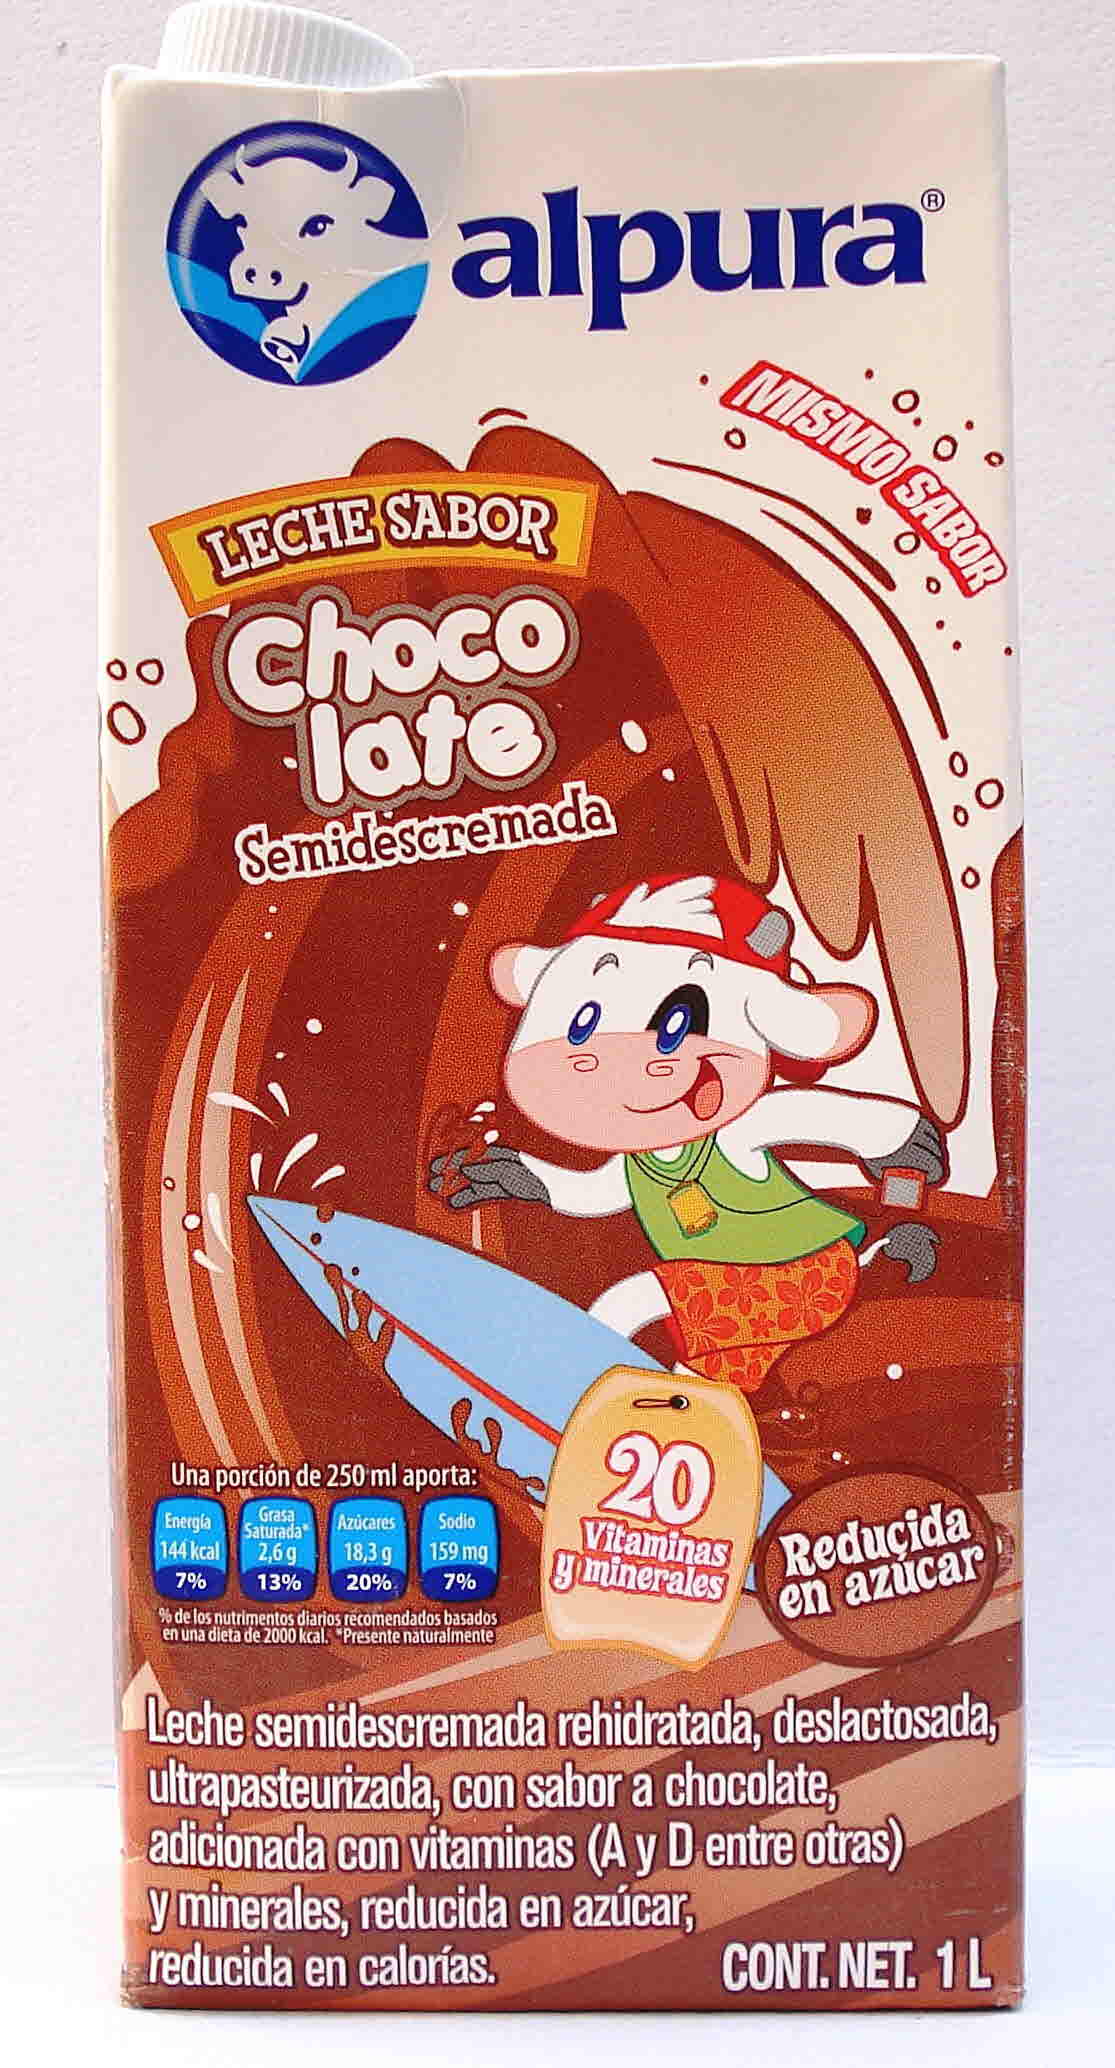 alpura®
MISMO SABOR
LECHE SABOR
Choco
late
Semidescremada
Una porción de 250 ml aporta:
Energía
144 kcal
7%
Grasa
Saturada*
2,6 g
13%
Azúcares
18,3 g
20%
Sodio
159 mg
7%
% de los nutrimentos diarios recomendados basados
en una dieta de 2000 kcal. *Presente naturalmente
20
Vitaminas
y minerales
Reducida
en azúcar
Leche semidescremada rehidratada, deslactosada,
ultrapasteurizada, con sabor a chocolate,
adicionada con vitaminas (A y D entre otras)
y minerales, reducida en azúcar,
reducida en calorías.
CONT. NET. 1 L